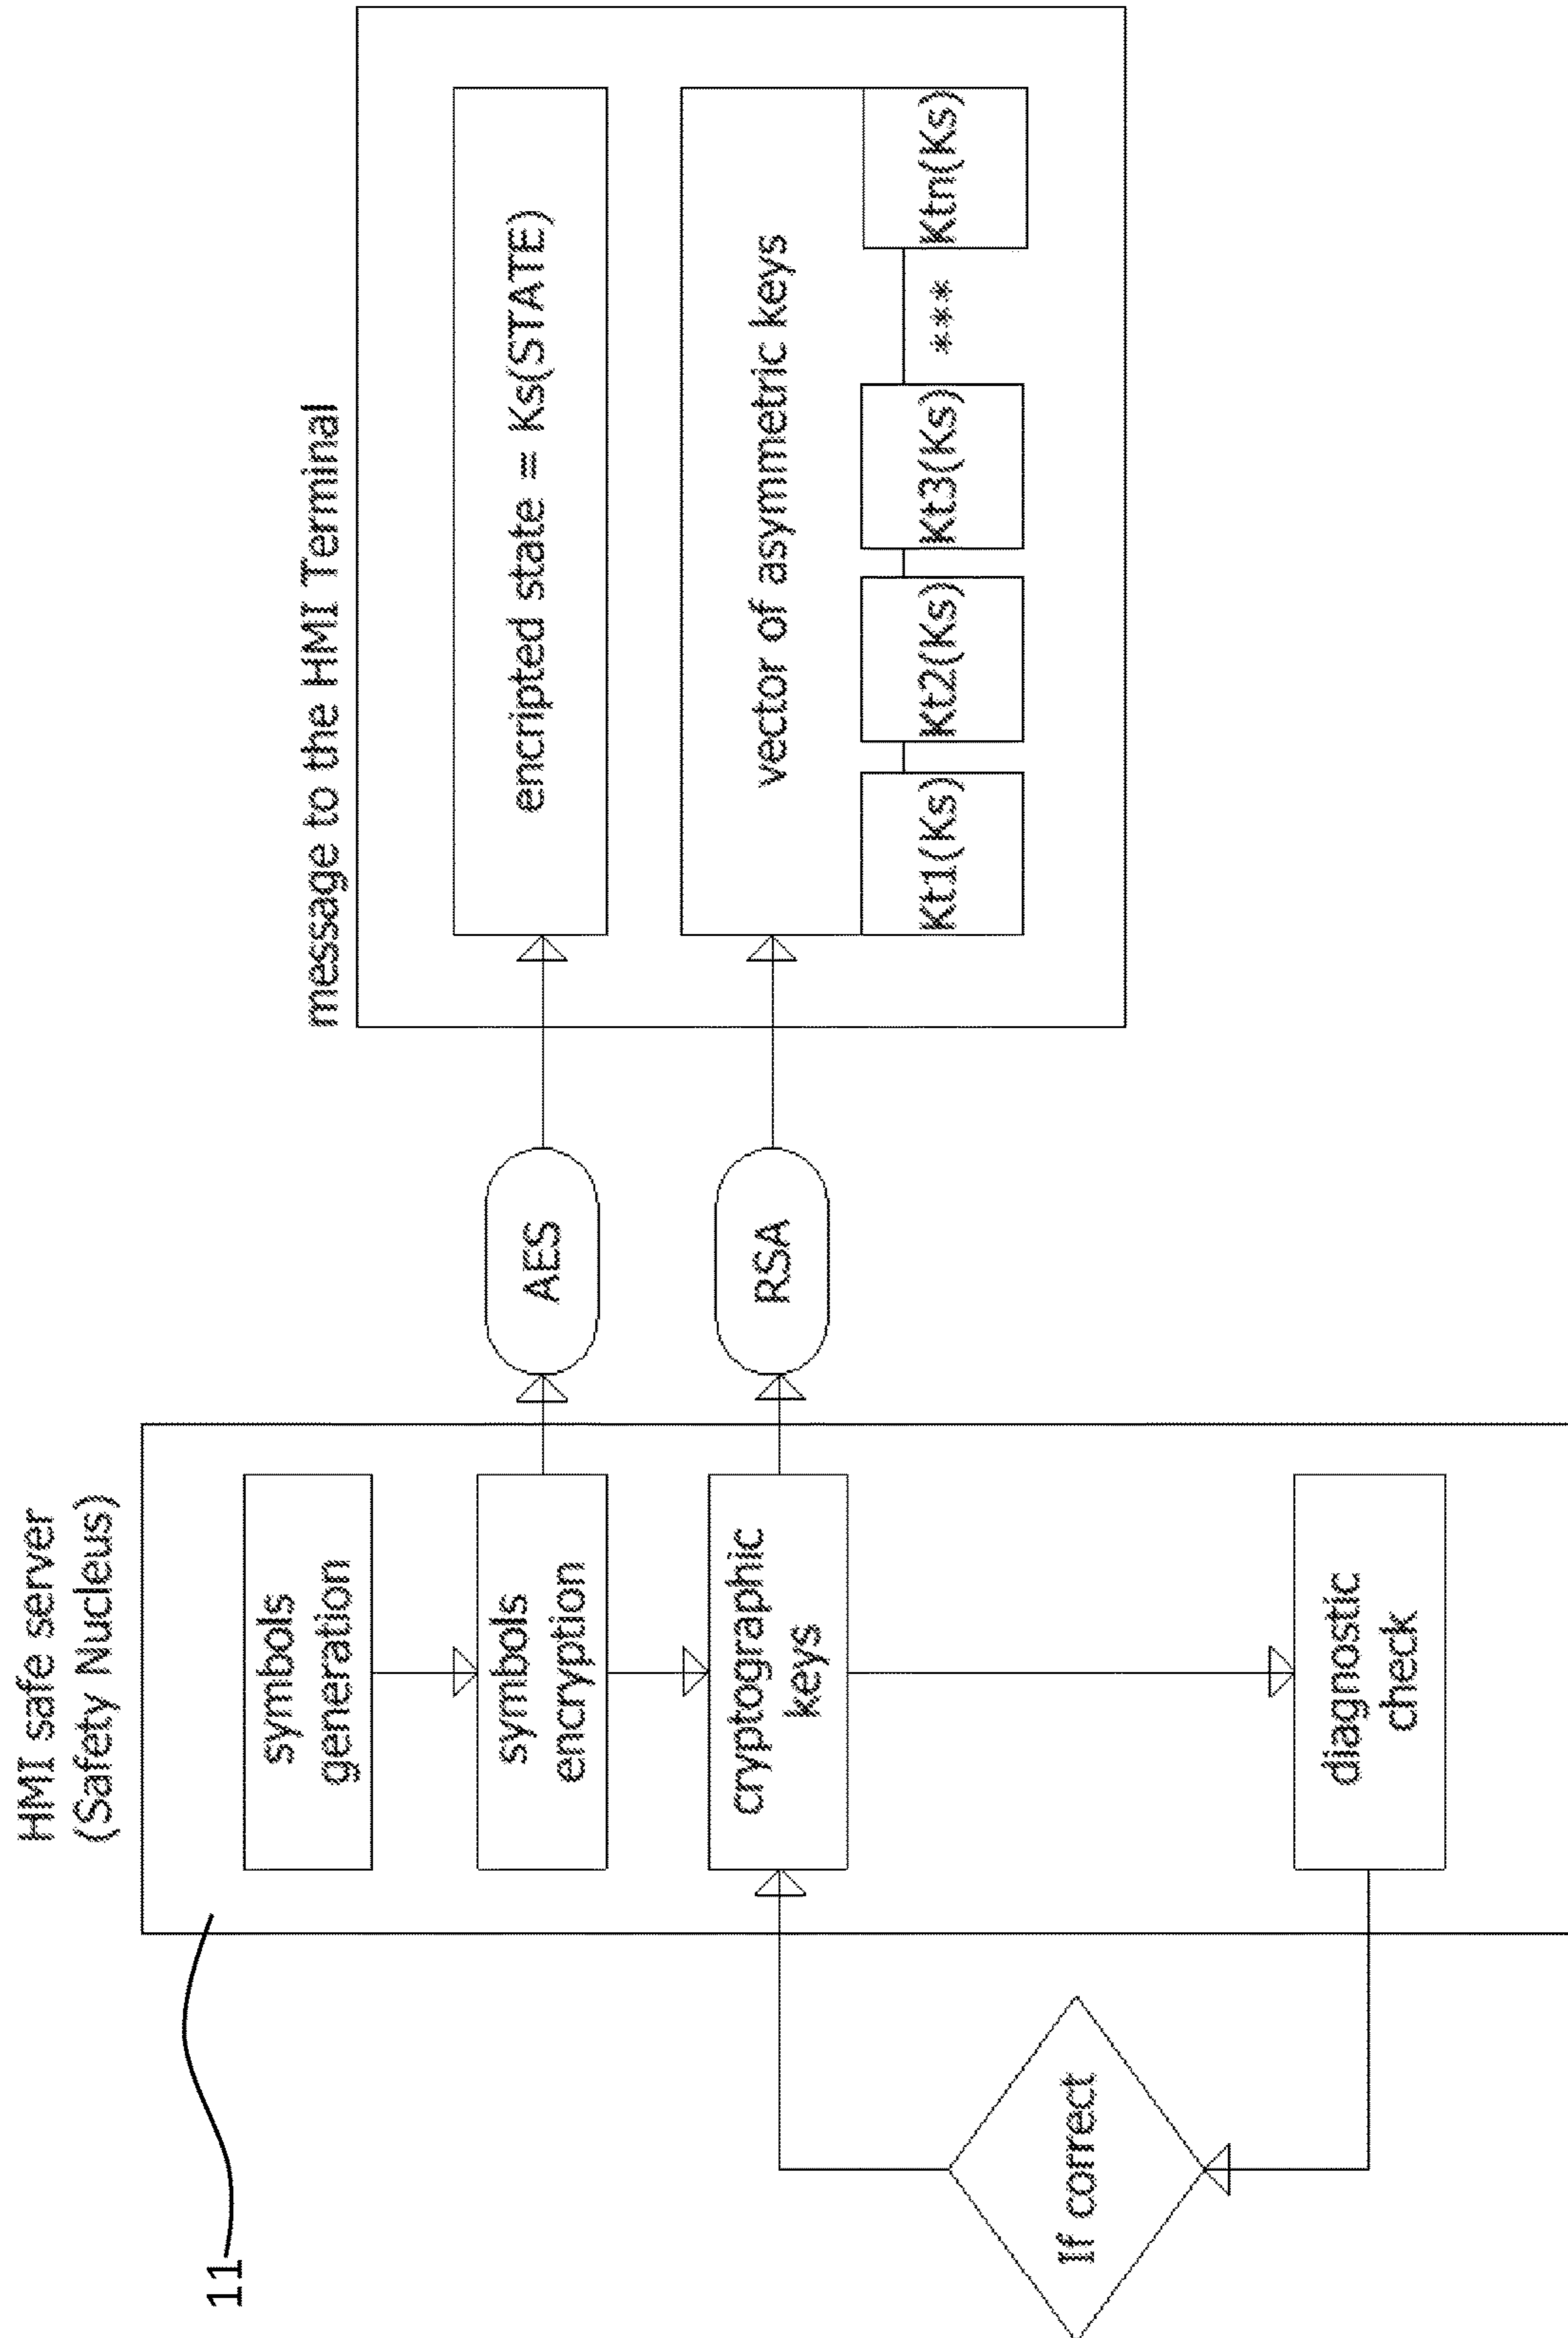 HMI safe server
(Safety Nucleus)
11
symbols
generation
symbols
encryption
cryptographic
keys
diagnostic
check
If correct
AES
RSA
message to the HMI Terminal
encripted state = Ks(STATE)
vector of asymmetric keys
Kt1(Ks)
Kt2(Ks)
Kt3(Ks)
***
Ktn(Ks)